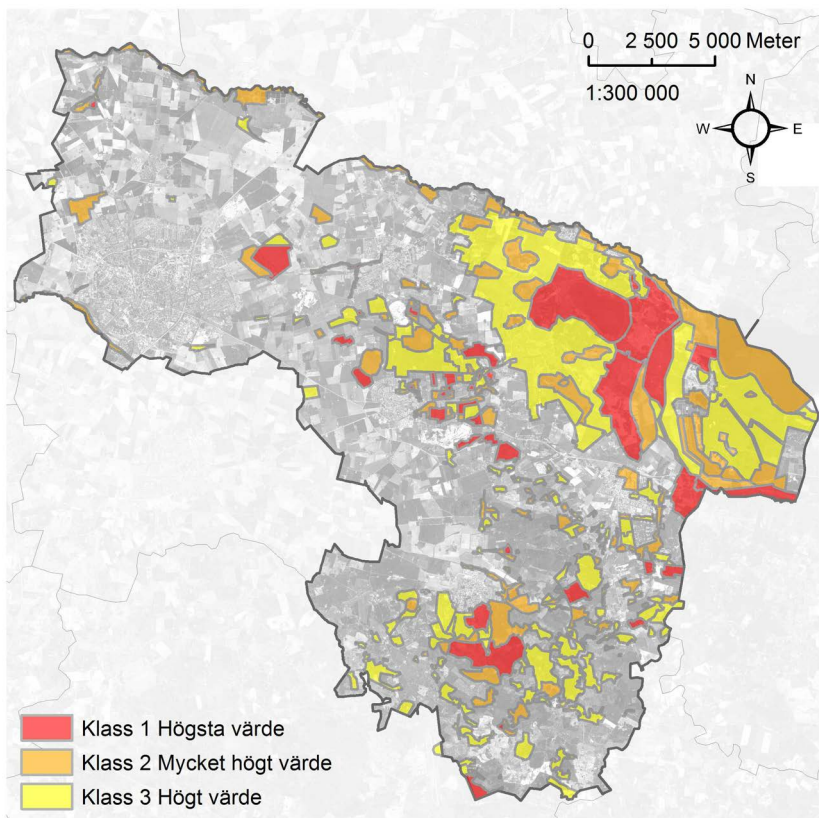 0 2 500 5 000 Meter
1:300 000
N
W E
S
Klass 1 Högsta värde
Klass 2 Mycket högt värde
Klass 3 Högt värde